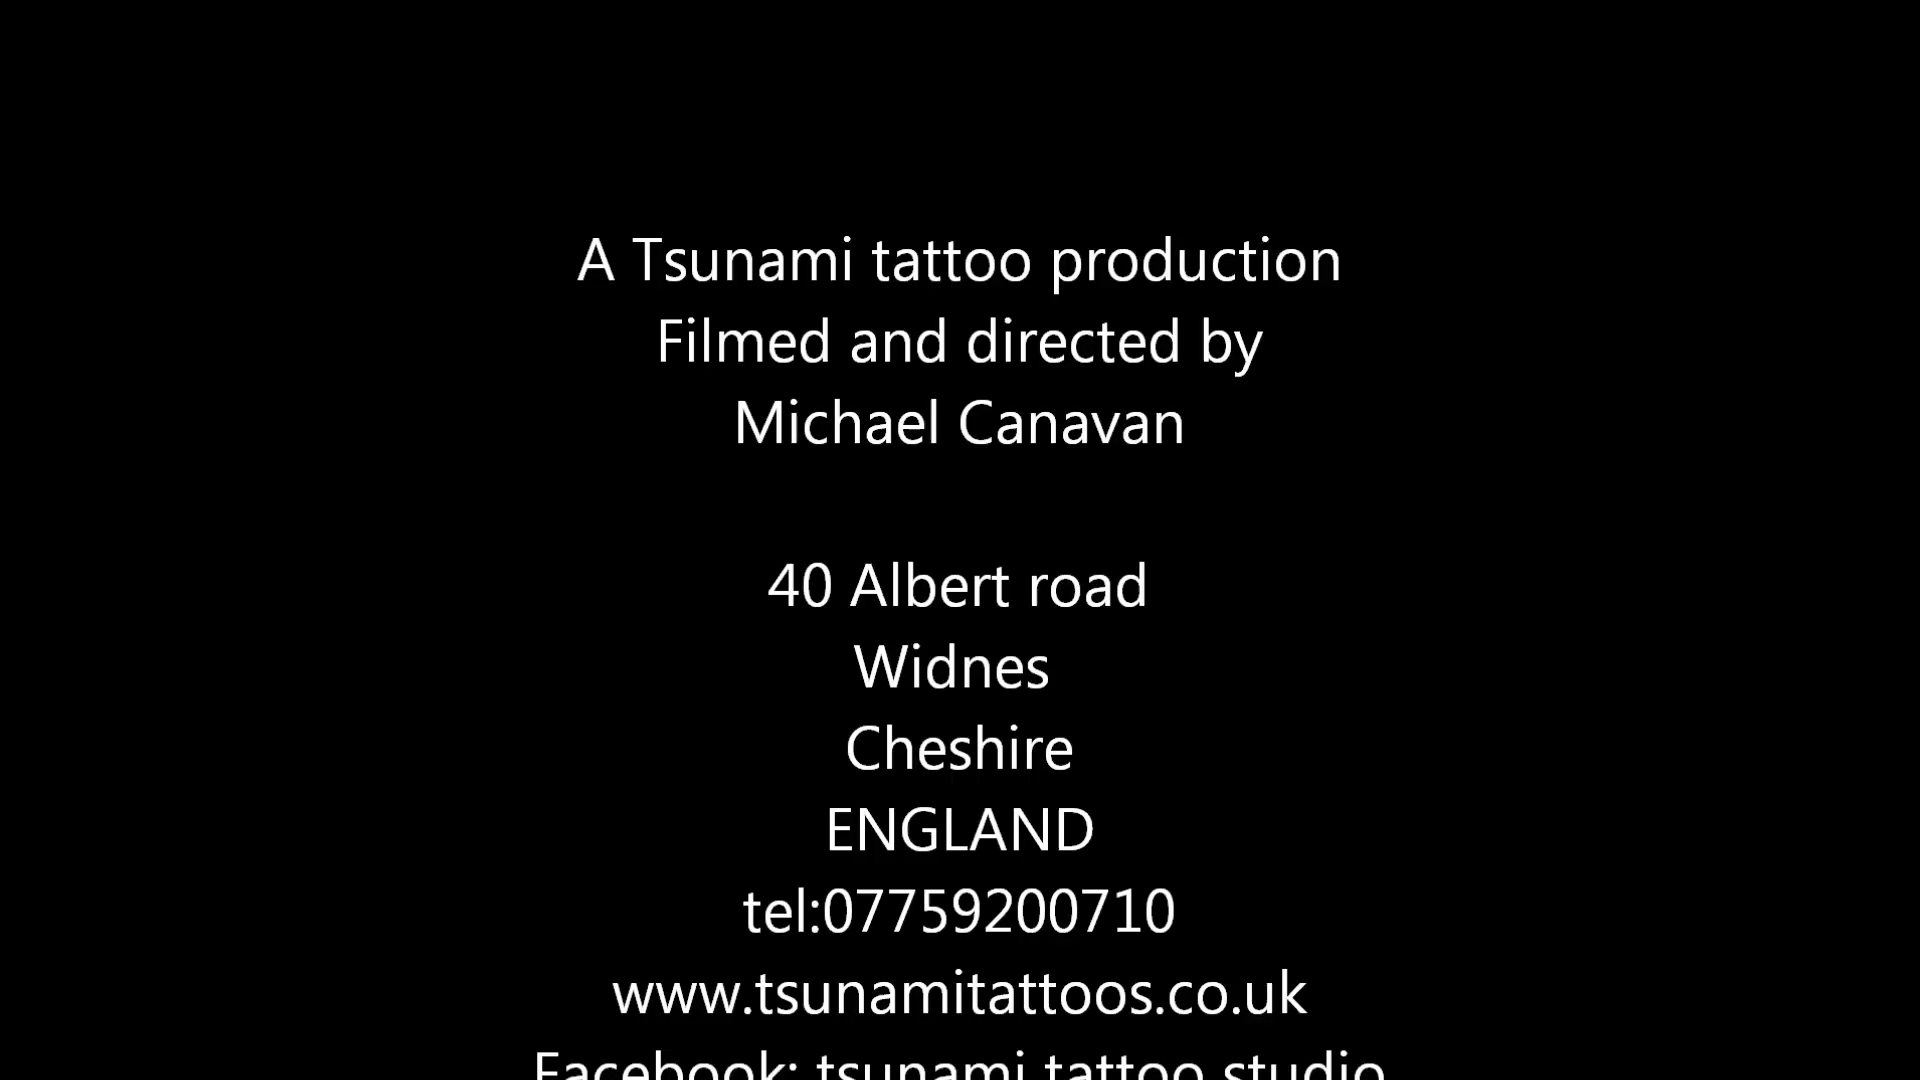 A Tsunami tattoo production
Filmed and directed by
Michael Canavan
40 Albert road
Widnes
Cheshire
ENGLAND
tel:07759200710
www.tsunamitattoos.co.uk
Facebook: tsunami tattoo studio